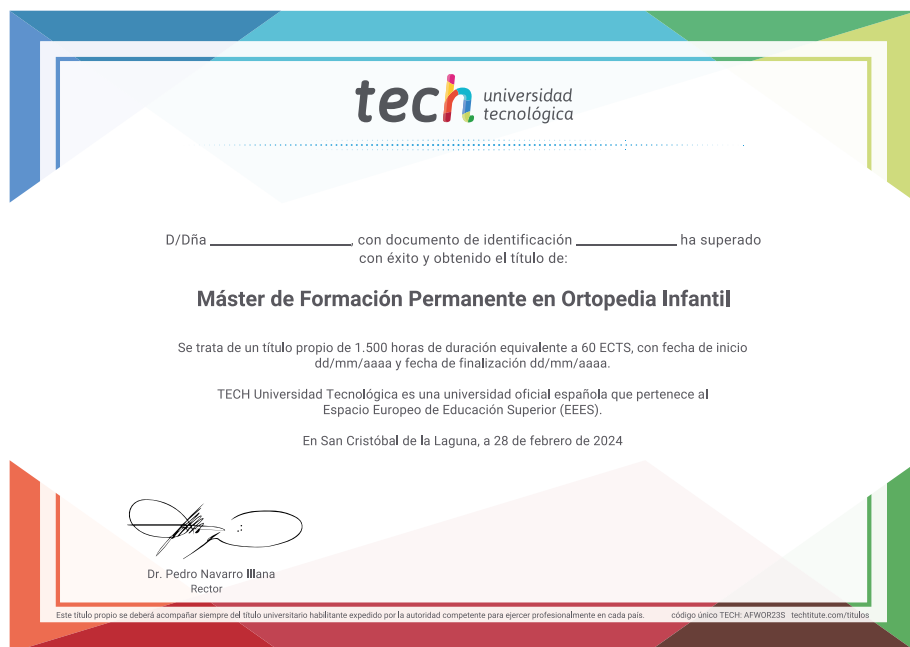 tech universidad
tecnológica
D/Dña ____________________, con documento de identificación ______________ ha superado
con éxito y obtenido el título de:
Máster de Formación Permanente en Ortopedia Infantil
Se trata de un título propio de 1.500 horas de duración equivalente a 60 ECTS, con fecha de inicio
dd/mm/aaaa y fecha de finalización dd/mm/aaaa.
TECH Universidad Tecnológica es una universidad oficial española que pertenece al
Espacio Europeo de Educación Superior (EEES).
En San Cristóbal de la Laguna, a 28 de febrero de 2024
Dr. Pedro Navarro Illana
Rector
Este título propio se deberá acompañar siempre del título universitario habilitante expedido por la autoridad competente para ejercer profesionalmente en cada país. código único TECH: AFWOR23S techtitute.com/titulos